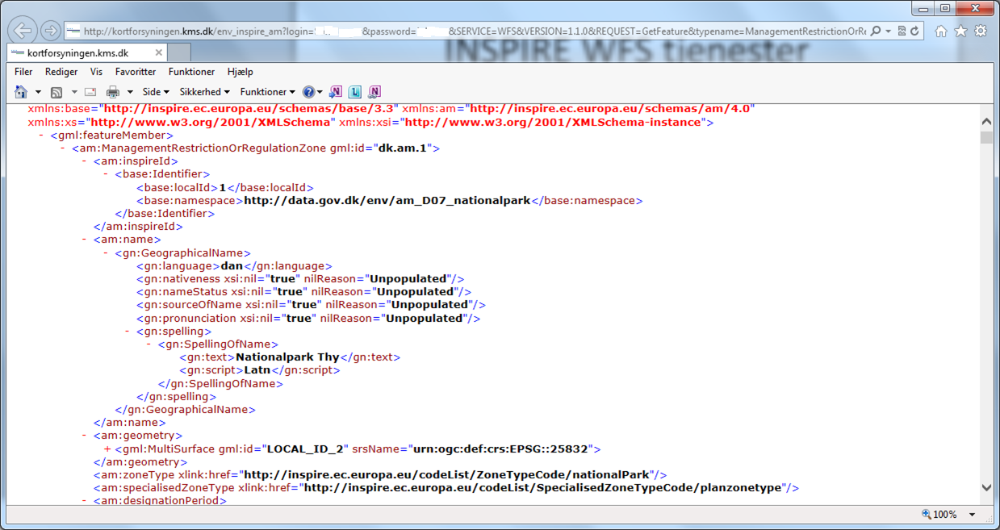 INSPIRE WFS tjenester
http://kortforsyningen.kms.dk/env_inspire_am?login= &password= &SERVICE=WFS&VERSION=1.1.0&REQUEST=GetFeature&typename=ManagementRestrictionOrRe
kortforsyningen.kms.dk
Filer Rediger Vis Favoritter Funktioner Hjælp
Side Sikkerhed Funktioner
xmlns:base="http://inspire.ec.europa.eu/schemas/base/3.3" xmlns:am="http://inspire.ec.europa.eu/schemas/am/4.0"
xmlns:xs="http://www.w3.org/2001/XMLSchema" xmlns:xsi="http://www.w3.org/2001/XMLSchema-instance">
- <gml:featureMember>
- <am:ManagementRestrictionOrRegulationZone gml:id="dk.am.1">
- <am:inspireId>
- <base:Identifier>
<base:localId>1</base:localId>
<base:namespace>http://data.gov.dk/env/am_D07_nationalpark</base:namespace>
</base:Identifier>
</am:inspireId>
- <am:name>
- <gn:GeographicalName>
<gn:language>dan</gn:language>
<gn:nativeness xsi:nil="true" nilReason="Unpopulated"/>
<gn:nameStatus xsi:nil="true" nilReason="Unpopulated"/>
<gn:sourceOfName xsi:nil="true" nilReason="Unpopulated"/>
<gn:pronunciation xsi:nil="true" nilReason="Unpopulated"/>
- <gn:spelling>
- <gn:SpellingOfName>
<gn:text>Nationalpark Thy</gn:text>
<gn:script>Latn</gn:script>
</gn:SpellingOfName>
</gn:spelling>
</gn:GeographicalName>
</am:name>
- <am:geometry>
+ <gml:MultiSurface gml:id="LOCAL_ID_2" srsName="urn:ogc:def:crs:EPSG::25832">
</am:geometry>
<am:zoneType xlink:href="http://inspire.ec.europa.eu/codeList/ZoneTypeCode/nationalPark"/>
<am:specialisedZoneType xlink:href="http://inspire.ec.europa.eu/codeList/SpecialisedZoneTypeCode/planzonetype"/>
- <am:designationPeriod>
100%